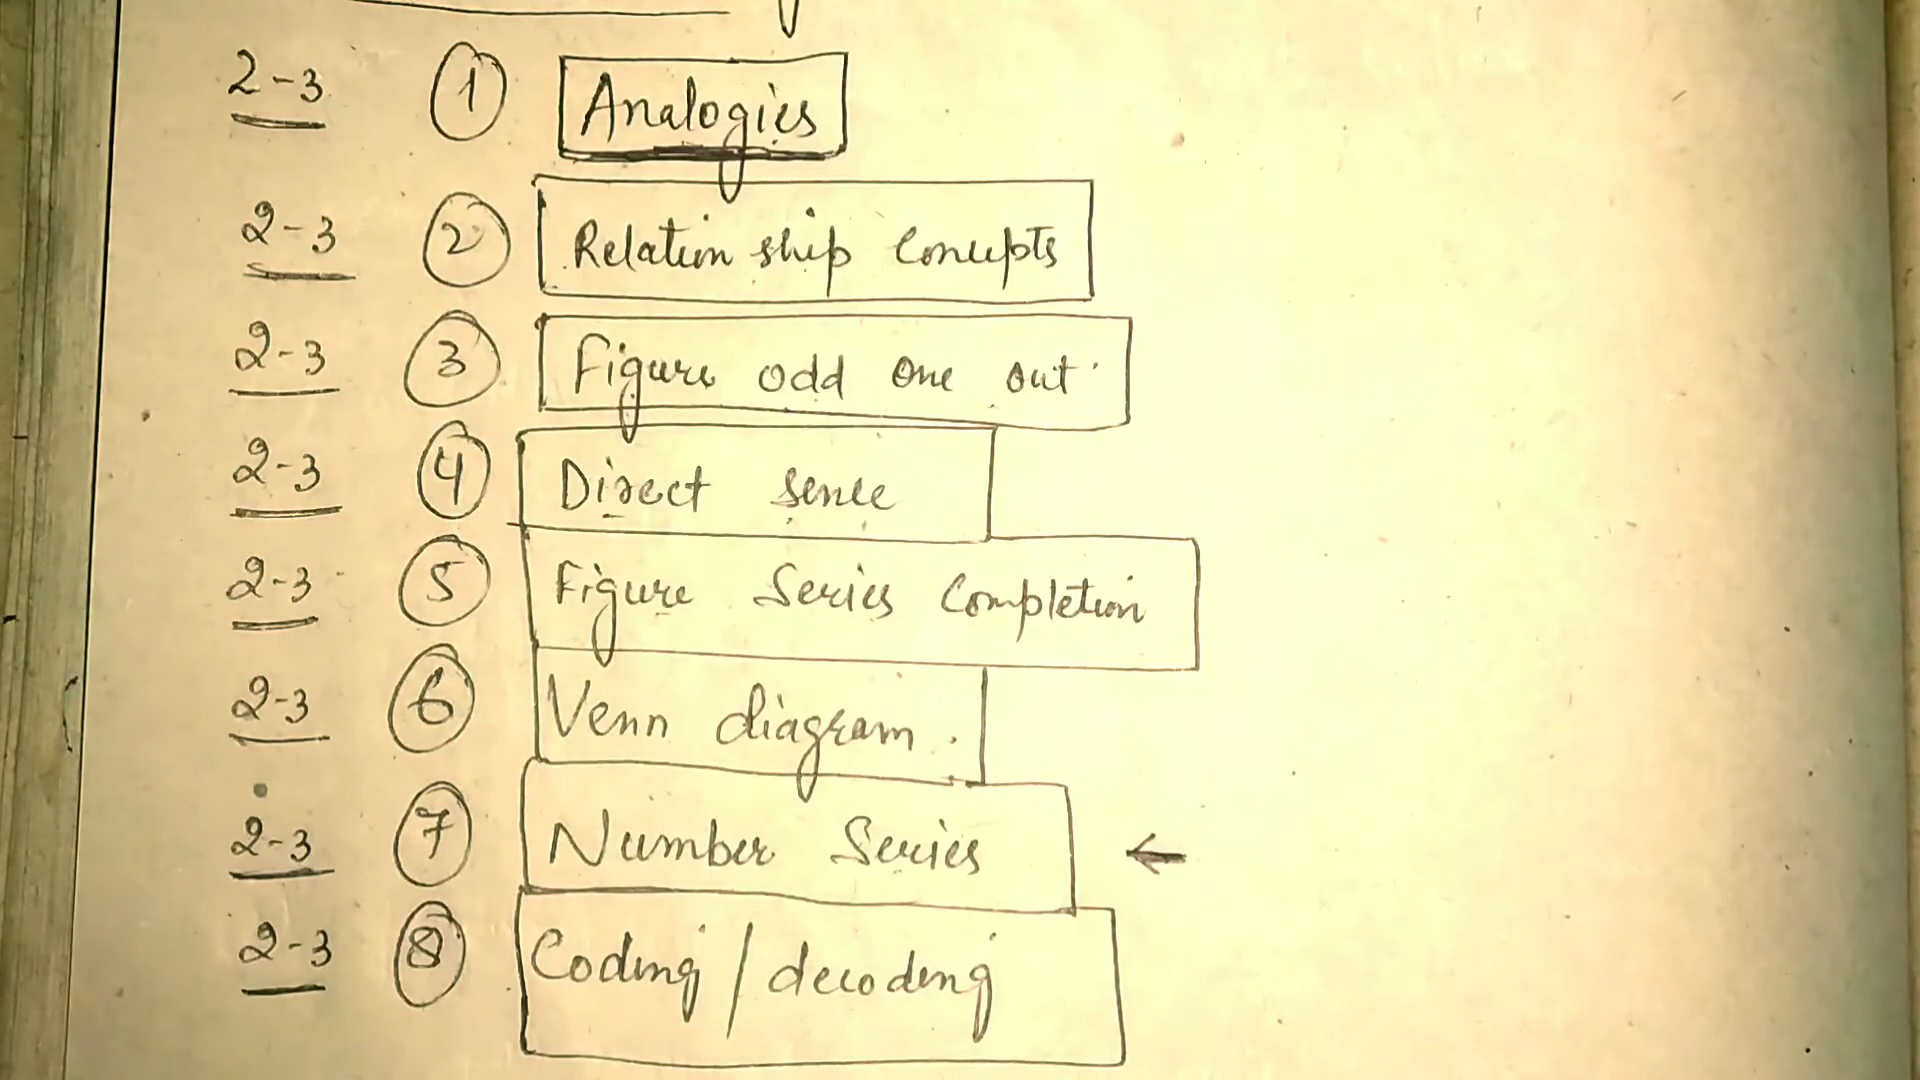 2-3 1 Analogies
2-3 2 Relation ship Concepts
2-3 3 Figure odd one out.
2-3 4 Direct sence
2-3 5 Figure Series Completion
2-3 6 Venn diagram.
2-3 7 Number Series ←
2-3 8 Coding / decoding